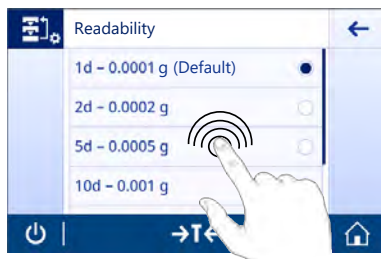 Readability
1d – 0.0001 g (Default)
2d – 0.0002 g
5d – 0.0005 g
10d – 0.001 g
→T←